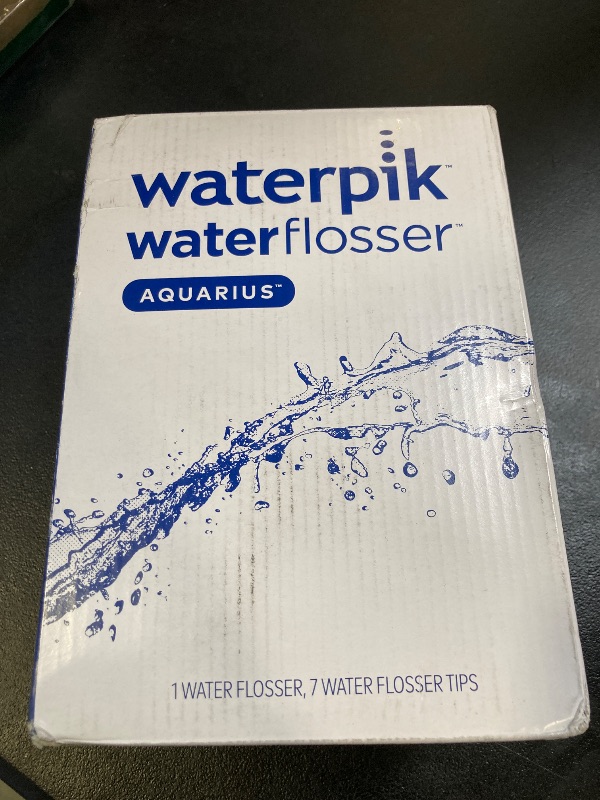 waterpik™
waterflosser™
AQUARIUS™
1 WATER FLOSSER, 7 WATER FLOSSER TIPS